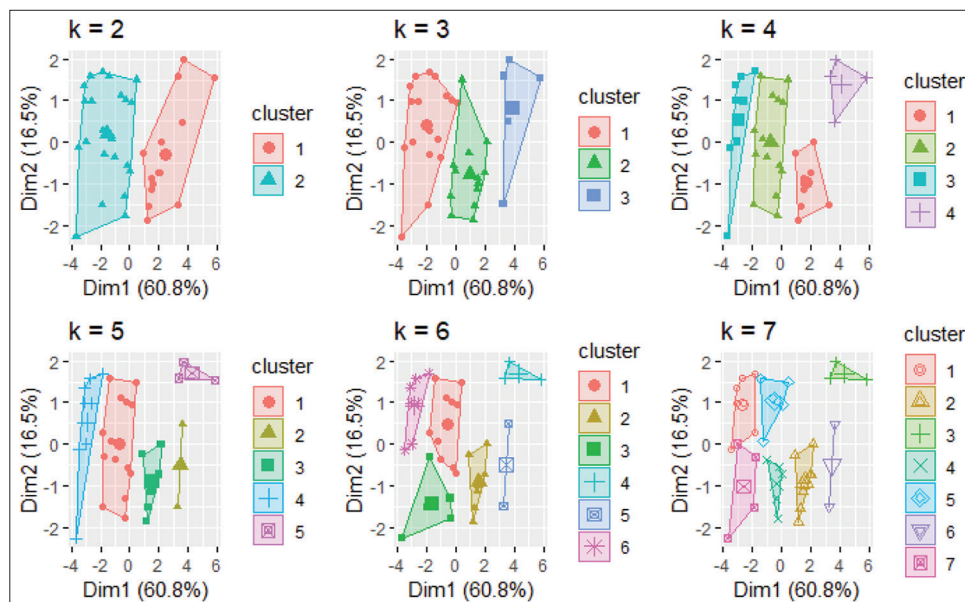 k = 2
k = 3
k = 4
2
1
0
-1
-2
Dim2 (16.5%)
-4 -2 0 2 4 6
Dim1 (60.8%)
cluster
1
2
2
1
0
-1
-2
Dim2 (16.5%)
-4 -2 0 2 4 6
Dim1 (60.8%)
cluster
1
2
3
2
1
0
-1
-2
Dim2 (16.5%)
-4 -2 0 2 4 6
Dim1 (60.8%)
cluster
1
2
3
4
k = 5
k = 6
k = 7
2
1
0
-1
-2
Dim2 (16.5%)
-4 -2 0 2 4 6
Dim1 (60.8%)
cluster
1
2
3
4
5
2
1
0
-1
-2
Dim2 (16.5%)
-4 -2 0 2 4 6
Dim1 (60.8%)
cluster
1
2
3
4
5
6
2
1
0
-1
-2
Dim2 (16.5%)
-4 -2 0 2 4 6
Dim1 (60.8%)
cluster
1
2
3
4
5
6
7